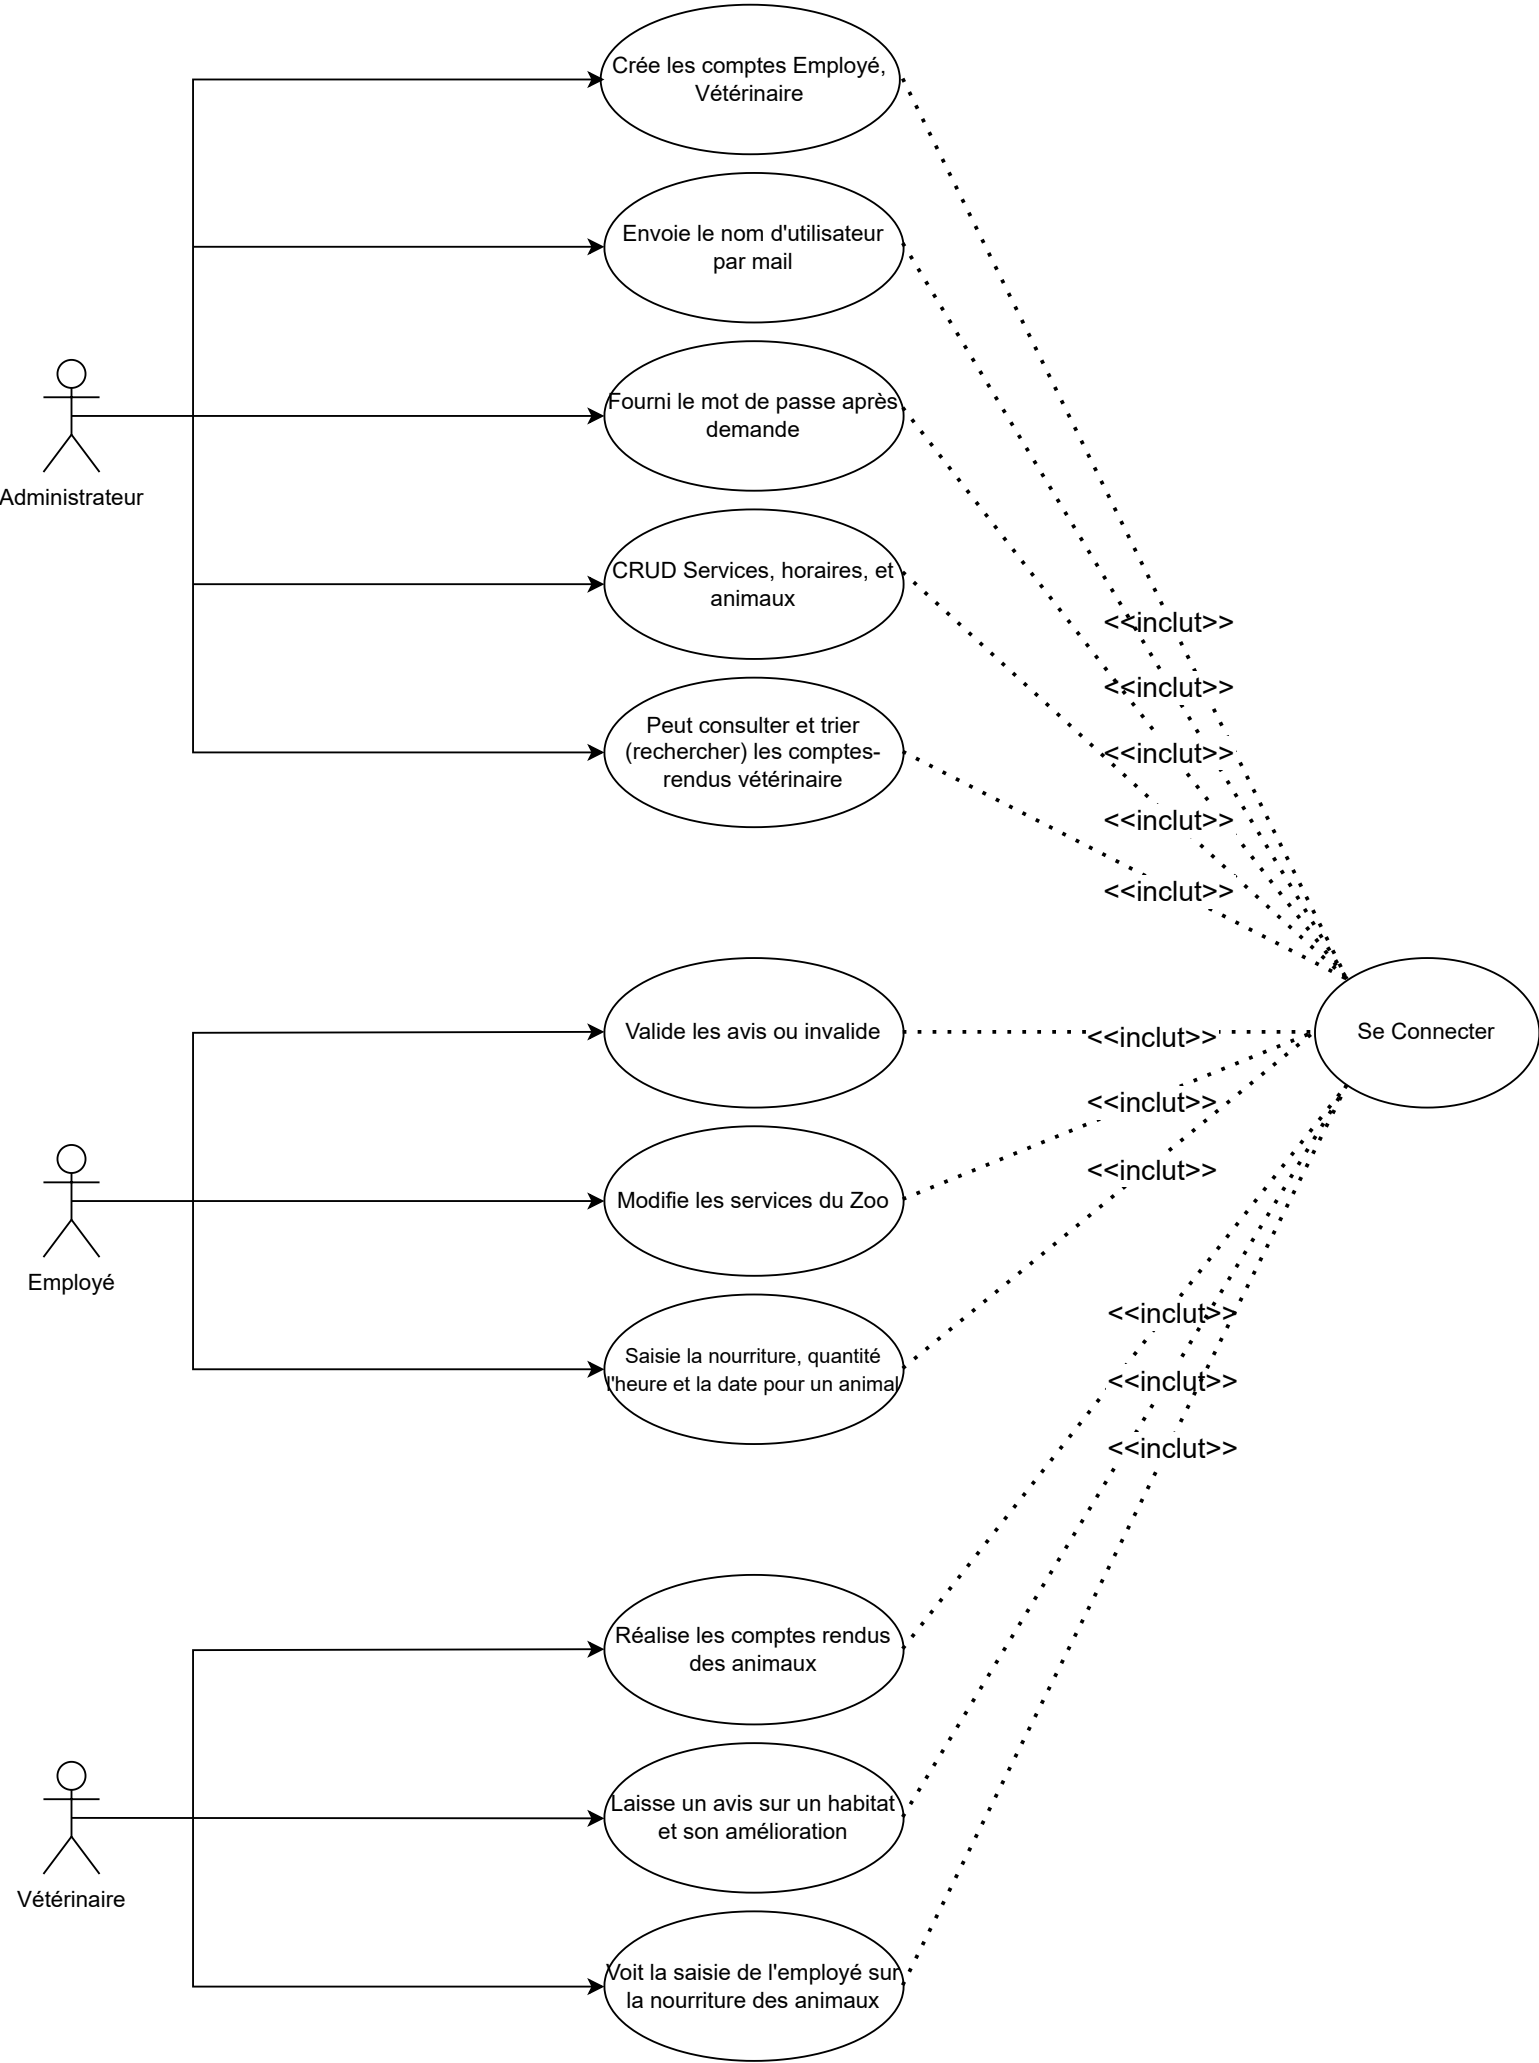 Crée les comptes Employé,
Vétérinaire
Envoie le nom d'utilisateur
par mail
Fourni le mot de passe après
demande
Administrateur
CRUD Services, horaires, et
animaux
<<inclut>>
<<inclut>>
Peut consulter et trier
(rechercher) les comptes-
rendus vétérinaire
<<inclut>>
<<inclut>>
<<inclut>>
Valide les avis ou invalide
<<inclut>>
Se Connecter
<<inclut>>
<<inclut>>
Modifie les services du Zoo
Employé
<<inclut>>
Saisie la nourriture, quantité
l'heure et la date pour un animal
<<inclut>>
<<inclut>>
Réalise les comptes rendus
des animaux
Laisse un avis sur un habitat
et son amélioration
Vétérinaire
Voit la saisie de l'employé sur
la nourriture des animaux